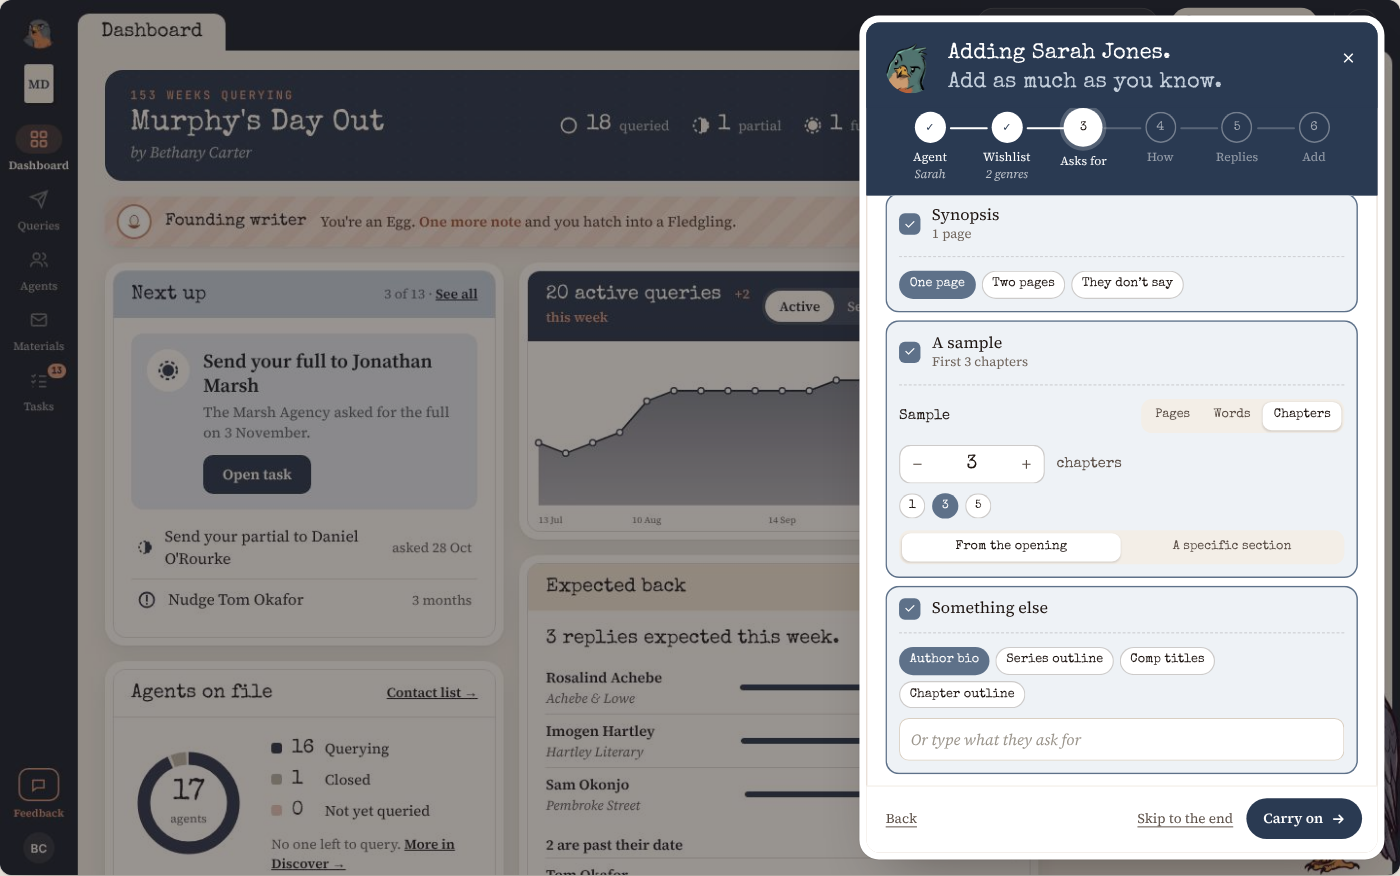 Dashboard
MD
Dashboard
Queries
Agents
Materials
13
Tasks
Feedback
BC
153 WEEKS QUERYING
Murphy's Day Out
by Bethany Carter
18 queried
1 partial
1
Founding writer You're an Egg. One more note and you hatch into a Fledgling.
Next up
3 of 13 · See all
Send your full to Jonathan
Marsh
The Marsh Agency asked for the full
on 3 November.
Open task
Send your partial to Daniel
O'Rourke
asked 28 Oct
Nudge Tom Okafor
3 months
Agents on file
Contact list →
17
agents
16 Querying
1 Closed
0 Not yet queried
No one left to query. More in
Discover →
20 active queries +2
this week
Active
Se
13 Jul
10 Aug
14 Sep
Expected back
3 replies expected this week.
Rosalind Achebe
Achebe & Lowe
Imogen Hartley
Hartley Literary
Sam Okonjo
Pembroke Street
2 are past their date
Tom Okafor
Adding Sarah Jones.
Add as much as you know.
✓ ✓ 3 4 5 6
Agent Wishlist Asks for How Replies Add
Sarah 2 genres
Synopsis
1 page
One page Two pages They don't say
A sample
First 3 chapters
Sample
Pages Words Chapters
− 3 + chapters
1 3 5
From the opening A specific section
Something else
Author bio Series outline Comp titles
Chapter outline
Or type what they ask for
Back
Skip to the end
Carry on →